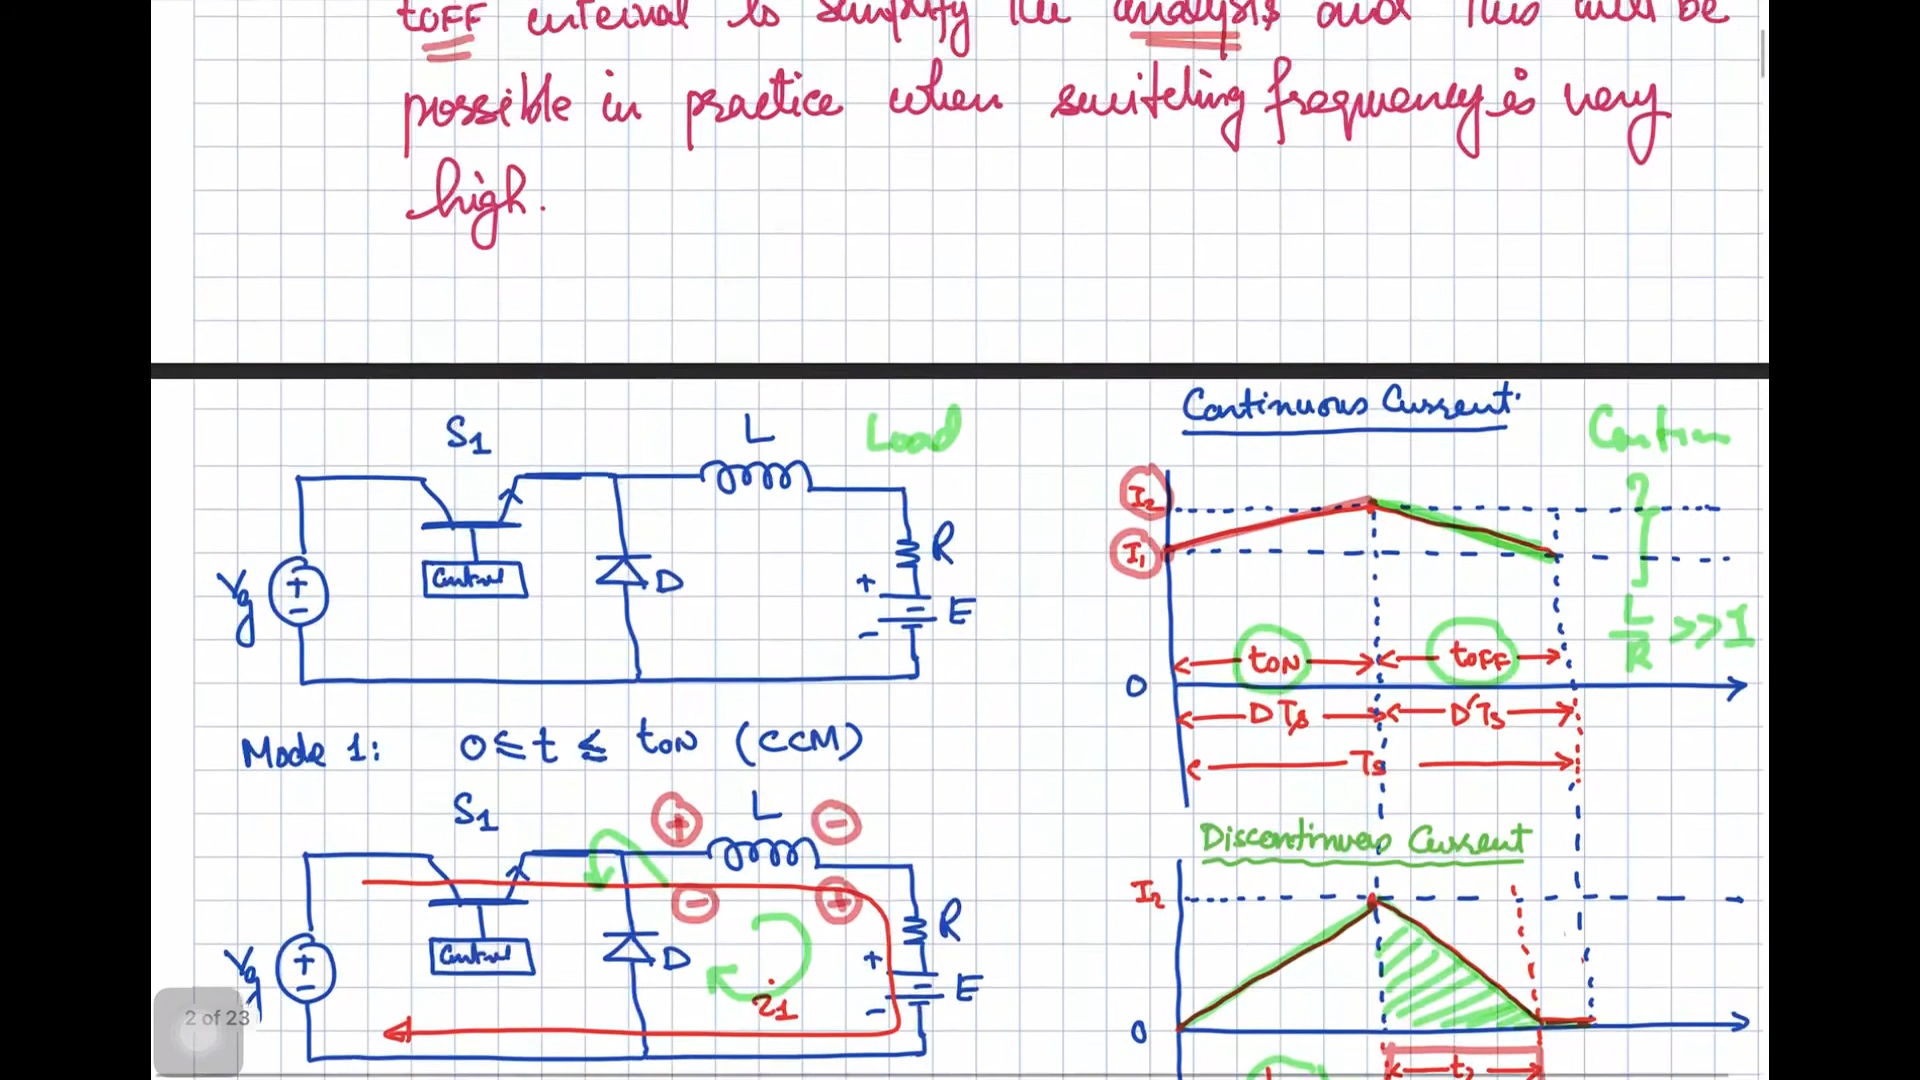 tOFF interval to simplify the analysis and this will be
possible in practice when switching frequency is very
high.
S1
L
Load
Vg
+
-
Control
D
R
+
-
E
Mode 1: 0 ≤ t ≤ tON (CCM)
S1
L
+
-
-
+
Vg
+
-
Control
D
R
+
-
E
i1
2 of 23
Continuous Current.
I2
I1
tON
tOFF
0
DTs
D'Ts
Ts
L/R >> 1
Discontinuous Current
I2
0